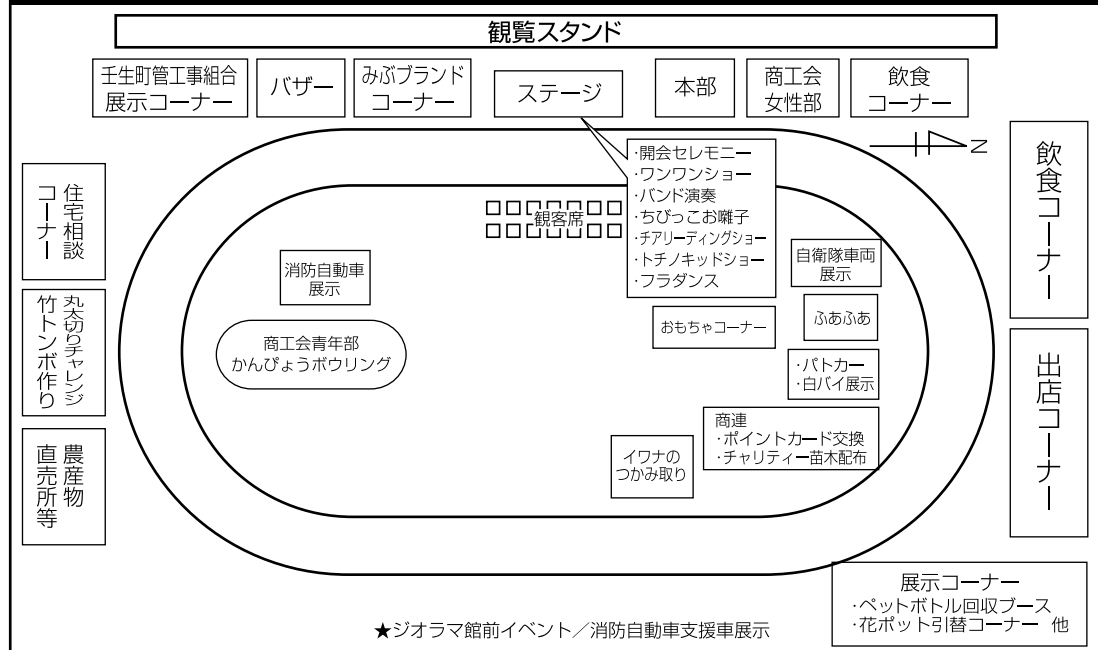 観覧スタンド
壬生町管工事組合
展示コーナー
バザー
みぶブランド
コーナー
ステージ
本部
商工会
女性部
飲食
コーナー
N
・開会セレモニー
・ワンワンショー
・バンド演奏
・ちびっこお囃子
・チアリーディングショー
・トチノキッドショー
・フラダンス
観客席
住宅相談
コーナー
丸太切りチャレンジ
竹トンボ作り
農産物
直売所等
消防自動車
展示
商工会青年部
かんぴょうボウリング
自衛隊車両
展示
おもちゃコーナー
ふあふあ
・パトカー
・白バイ展示
商連
・ポイントカード交換
・チャリティー苗木配布
イワナの
つかみ取り
飲食コーナー
出店コーナー
展示コーナー
・ペットボトル回収ブース
・花ポット引替コーナー 他
★ジオラマ館前イベント／消防自動車支援車展示